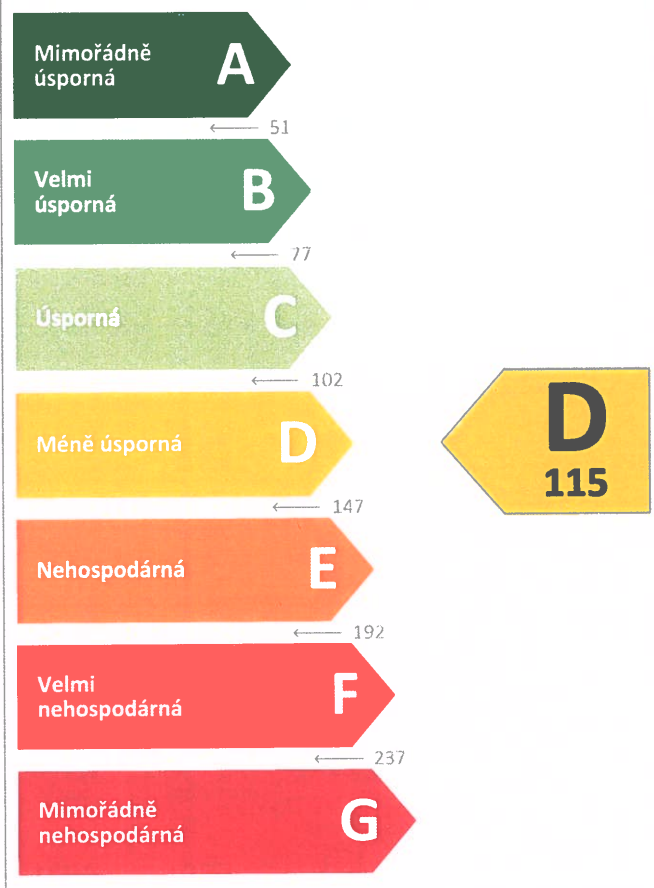 Mimořádně
úsporná
A
51
Velmi
úsporná
B
77
Úsporná
C
102
Méně úsporná
D
D
115
147
Nehospodárná
E
192
Velmi
nehospodárná
F
237
Mimořádně
nehospodárná
G